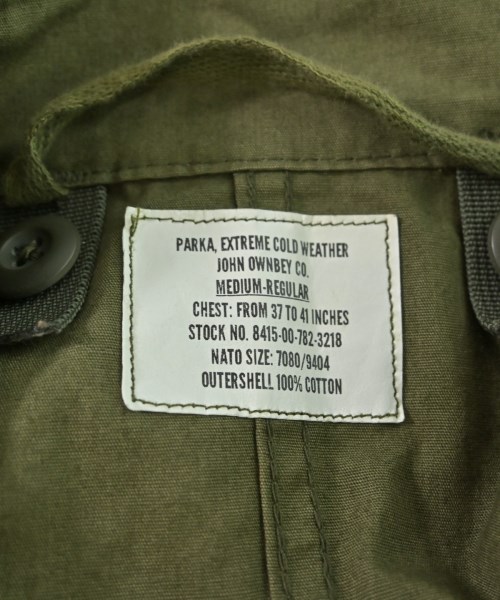 PARKA, EXTREME COLD WEATHER
JOHN OWNBEY CO.
MEDIUM-REGULAR
CHEST: FROM 37 TO 41 INCHES
STOCK NO. 8415-00-782-3218
NATO SIZE: 7080/9404
OUTERSHELL 100% COTTON